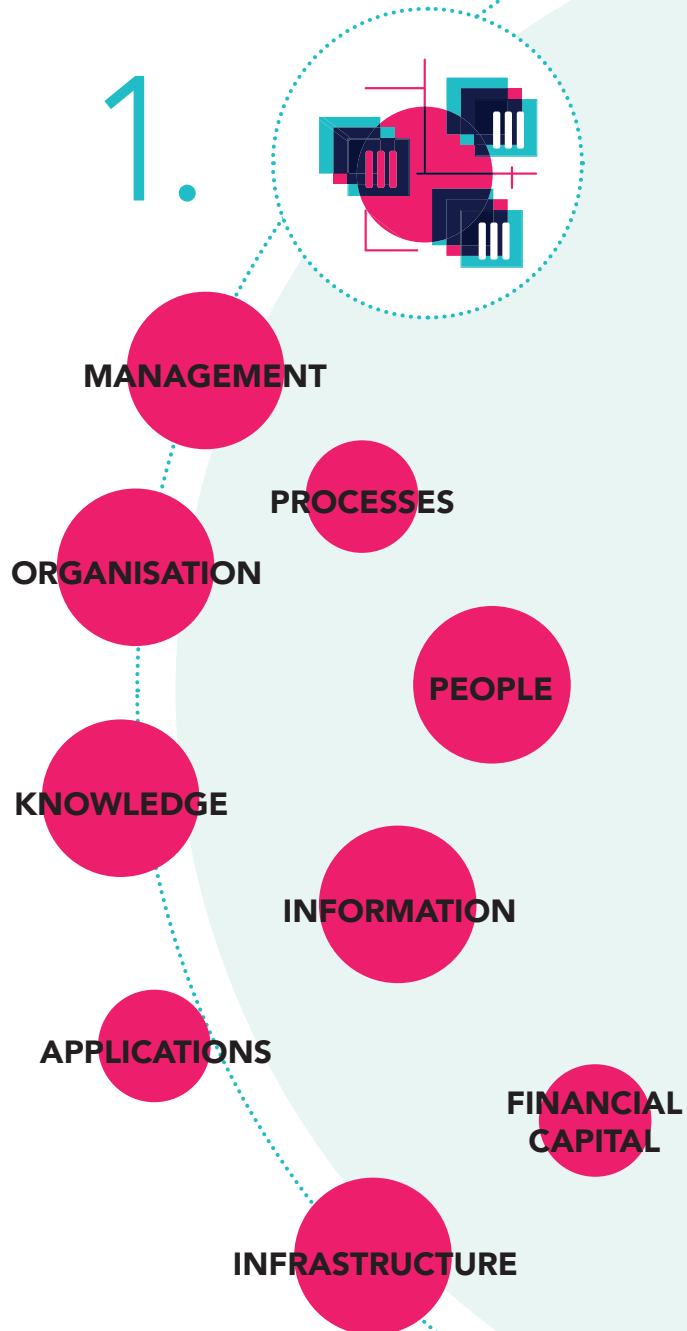 1.
MANAGEMENT
PROCESSES
ORGANISATION
PEOPLE
KNOWLEDGE
INFORMATION
APPLICATIONS
FINANCIAL
CAPITAL
INFRASTRUCTURE